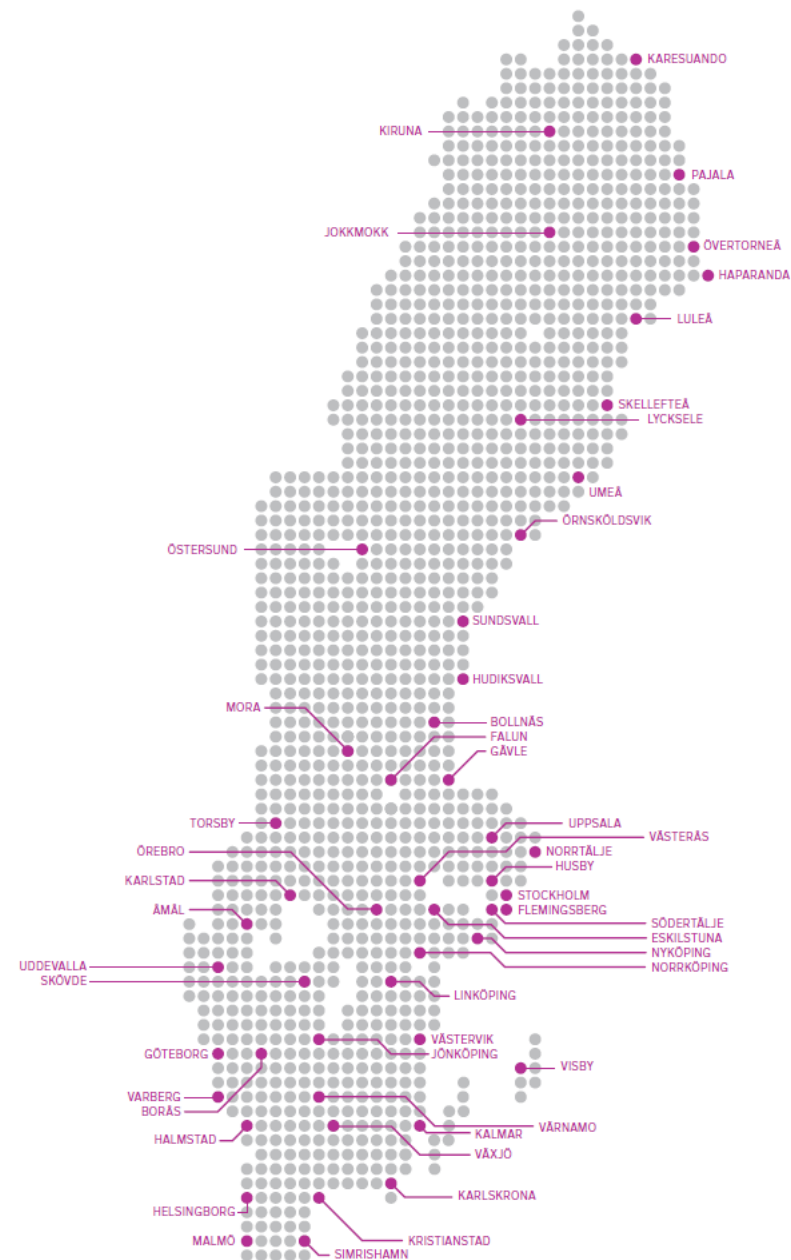 KARESUANDO
KIRUNA
PAJALA
JOKKMOKK
ÖVERTORNEÅ
HAPARANDA
LULEÅ
SKELLEFTEÅ
LYCKSELE
UMEÅ
ÖRNSKÖLDSVIK
ÖSTERSUND
SUNDSVALL
HUDIKSVALL
MORA
BOLLNÄS
FALUN
GÄVLE
TORSBY
UPPSALA
VÄSTERÅS
ÖREBRO
NORRTÄLJE
HUSBY
KARLSTAD
STOCKHOLM
ÅMÅL
FLEMINGSBERG
SÖDERTÄLJE
ESKILSTUNA
NYKÖPING
UDDEVALLA
NORRKÖPING
SKÖVDE
LINKÖPING
VÄSTERVIK
GÖTEBORG
JÖNKÖPING
VISBY
VARBERG
BORÅS
VÄRNAMO
HALMSTAD
KALMAR
VÄXJÖ
KARLSKRONA
HELSINGBORG
MALMÖ
KRISTIANSTAD
SIMRISHAMN